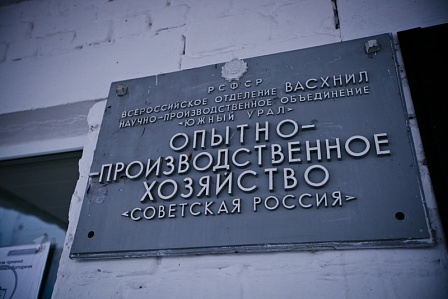 РСФСР
ВСЕРОССИЙСКОЕ ОТДЕЛЕНИЕ ВАСХНИЛ
НАУЧНО-ПРОИЗВОДСТВЕННОЕ ОБЪЕДИНЕНИЕ
«ЮЖНЫЙ УРАЛ»
ОПЫТНО-
-ПРОИЗВОДСТВЕННОЕ
ХОЗЯЙСТВО
«СОВЕТСКАЯ РОССИЯ»